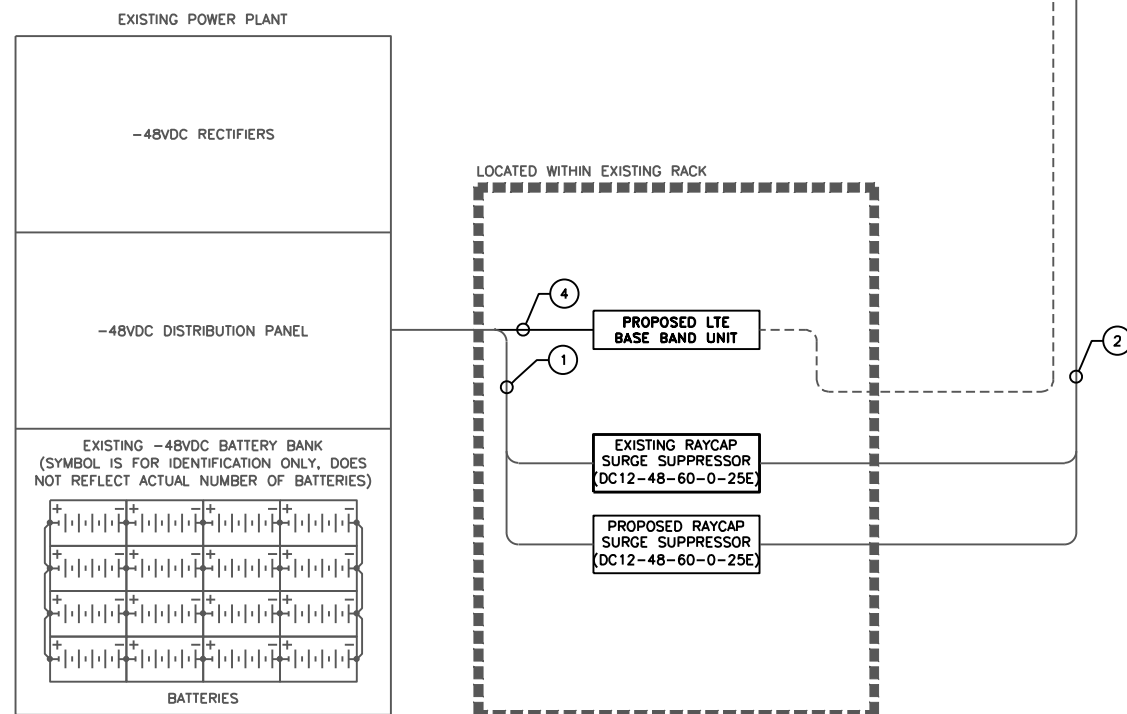 EXISTING POWER PLANT
-48VDC RECTIFIERS
LOCATED WITHIN EXISTING RACK
4
-48VDC DISTRIBUTION PANEL
PROPOSED LTE
BASE BAND UNIT
2
1
EXISTING -48VDC BATTERY BANK
(SYMBOL IS FOR IDENTIFICATION ONLY, DOES
NOT REFLECT ACTUAL NUMBER OF BATTERIES)
EXISTING RAYCAP
SURGE SUPPRESSOR
(DC12-48-60-0-25E)
PROPOSED RAYCAP
SURGE SUPPRESSOR
(DC12-48-60-0-25E)
+ - + - + - + -
+ - + - + - + -
+ - + - + - + -
+ - + - + - + -
BATTERIES